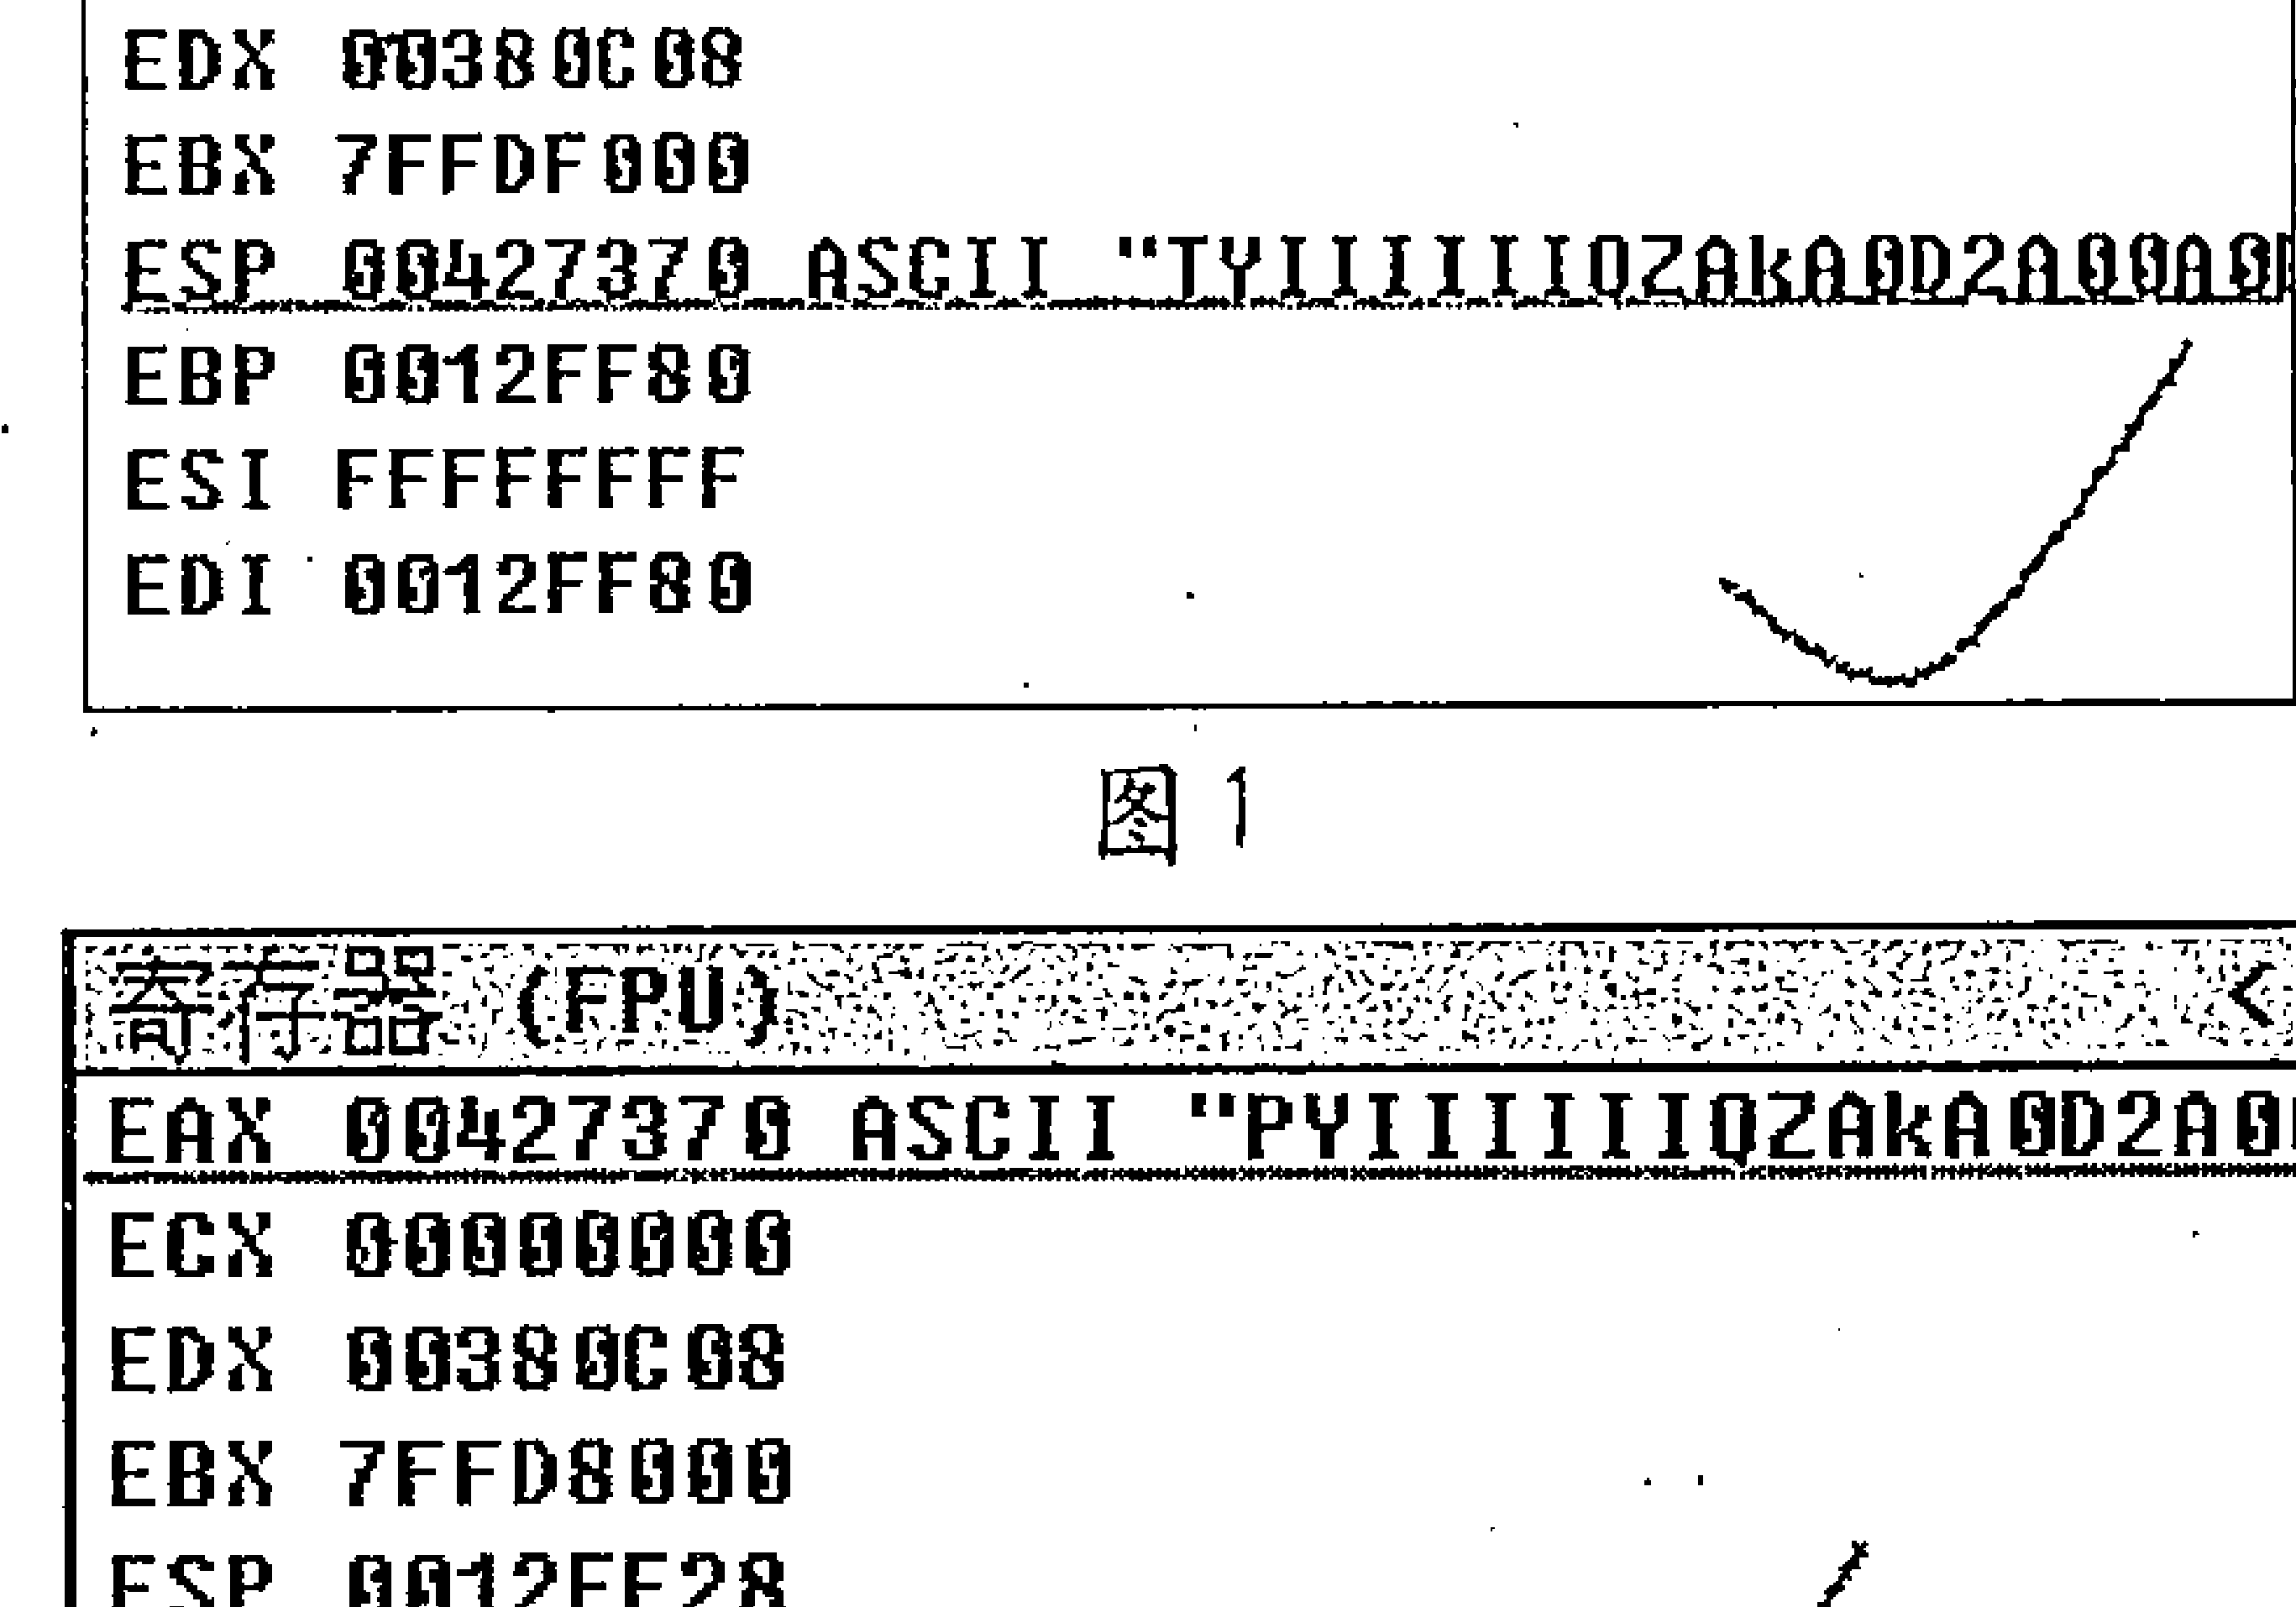 EDX 00380C08
EBX 7FFDF000
ESP 00427370 ASCII "TYIIIIIIQZAkA0D2A00A0
EBP 0012FF80
ESI FFFFFFFF
EDI 0012FF80
图 1
寄存器 (FPU) <
EAX 00427370 ASCII "PYIIIIIIQZAkA0D2A0
ECX 00000000
EDX 00380C08
EBX 7FFD8000
ESP 0012FF28